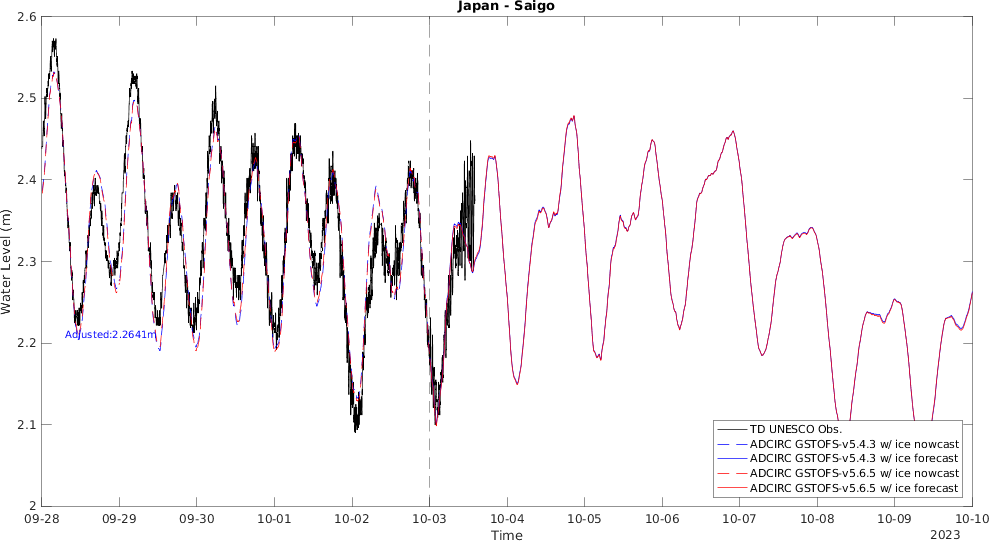 Japan - Saigo
2.6
2.5
2.4
2.3
2.2
2.1
2
Water Level (m)
Adjusted:2.2641m
TD UNESCO Obs.
ADCIRC GSTOFS-v5.4.3 w/ ice nowcast
ADCIRC GSTOFS-v5.4.3 w/ ice forecast
ADCIRC GSTOFS-v5.6.5 w/ ice nowcast
ADCIRC GSTOFS-v5.6.5 w/ ice forecast
09-28 09-29 09-30 10-01 10-02 10-03 10-04 10-05 10-06 10-07 10-08 10-09 10-10
Time
2023